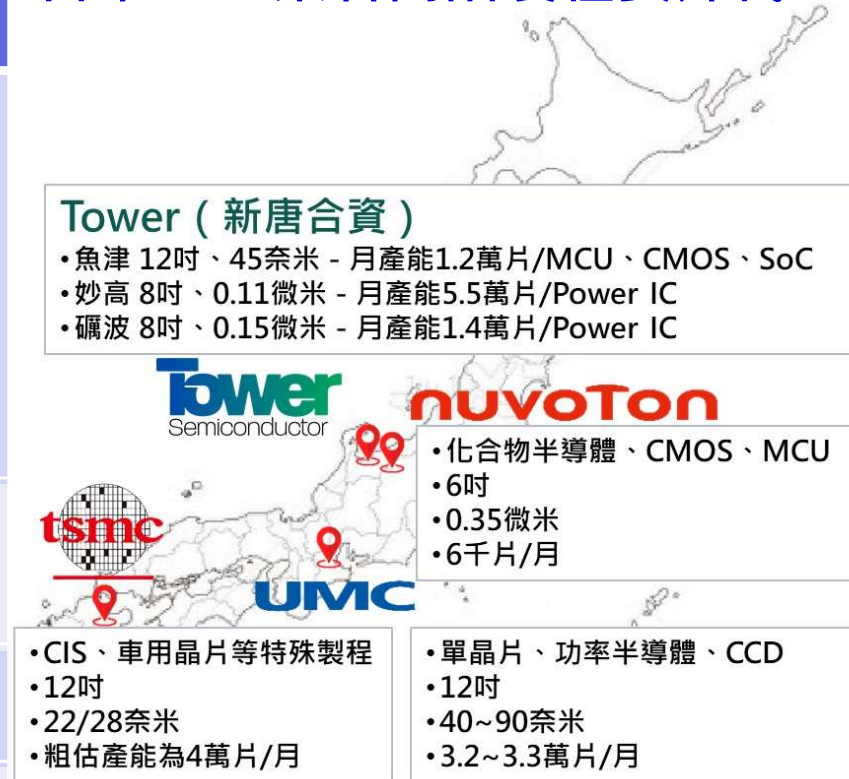 Tower（新唐合資）
•魚津 12吋、45奈米 - 月產能1.2萬片/MCU、CMOS、SoC
•妙高 8吋、0.11微米 - 月產能5.5萬片/Power IC
•礪波 8吋、0.15微米 - 月產能1.4萬片/Power IC
Tower
Semiconductor
nuvoTon
•化合物半導體、CMOS、MCU
•6吋
•0.35微米
•6千片/月
tsmc
UMC
•CIS、車用晶片等特殊製程
•12吋
•22/28奈米
•粗估產能為4萬片/月
•單晶片、功率半導體、CCD
•12吋
•40~90奈米
•3.2~3.3萬片/月